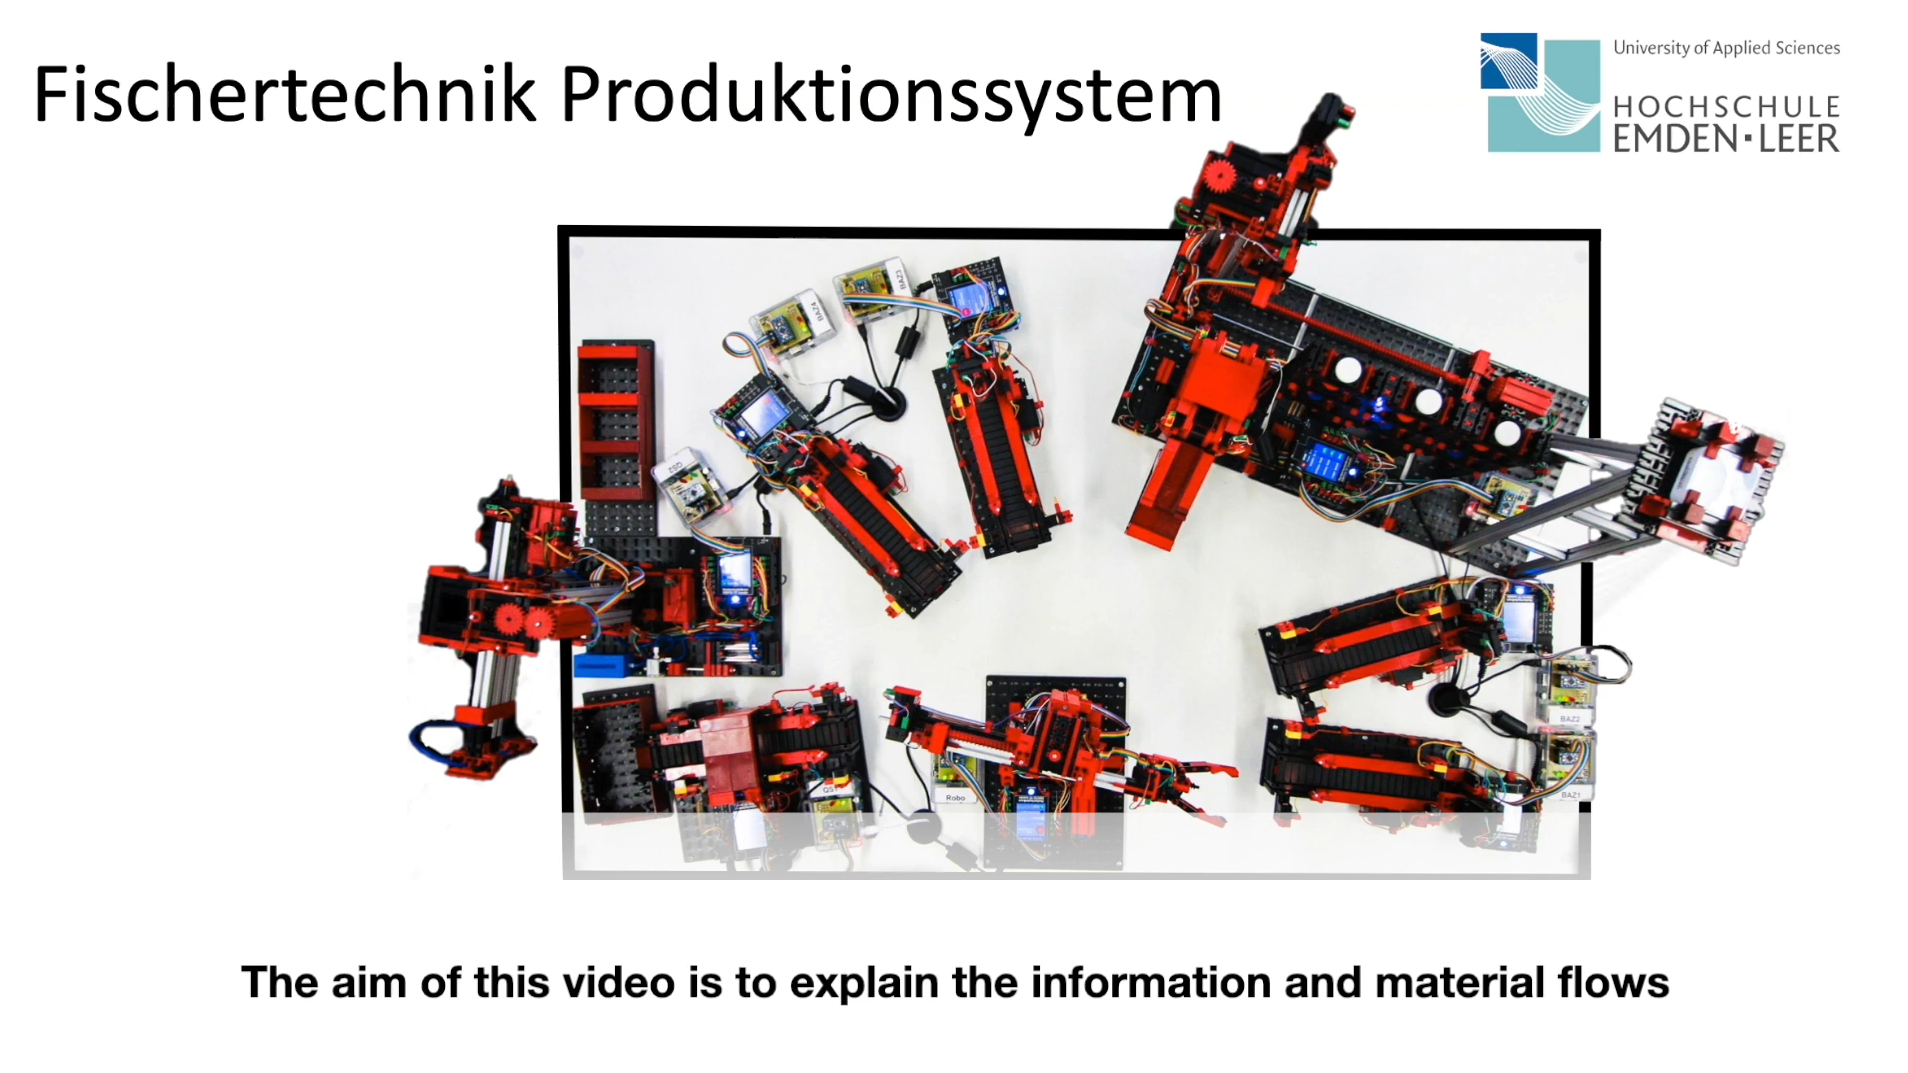 Fischertechnik Produktionssystem
University of Applied Sciences
HOCHSCHULE
EMDEN·LEER
BAZ3
BAZ4
QS2
BAZ2
QS1
BAZ1
Robo
The aim of this video is to explain the information and material flows